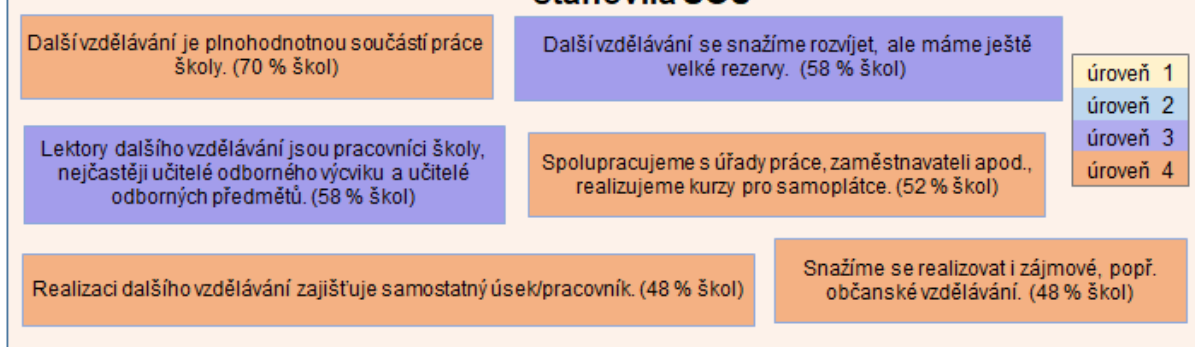 stanovila SOŠ
Další vzdělávání je plnohodnotnou součástí práce
školy. (70 % škol)
Další vzdělávání se snažíme rozvíjet, ale máme ještě
velké rezervy. (58 % škol)
úroveň 1
úroveň 2
úroveň 3
úroveň 4
Lektory dalšího vzdělávání jsou pracovníci školy,
nejčastěji učitelé odborného výcviku a učitelé
odborných předmětů. (58 % škol)
Spolupracujeme s úřady práce, zaměstnavateli apod.,
realizujeme kurzy pro samoplátce. (52 % škol)
Realizaci dalšího vzdělávání zajišťuje samostatný úsek/pracovník. (48 % škol)
Snažíme se realizovat i zájmové, popř.
občanské vzdělávání. (48 % škol)